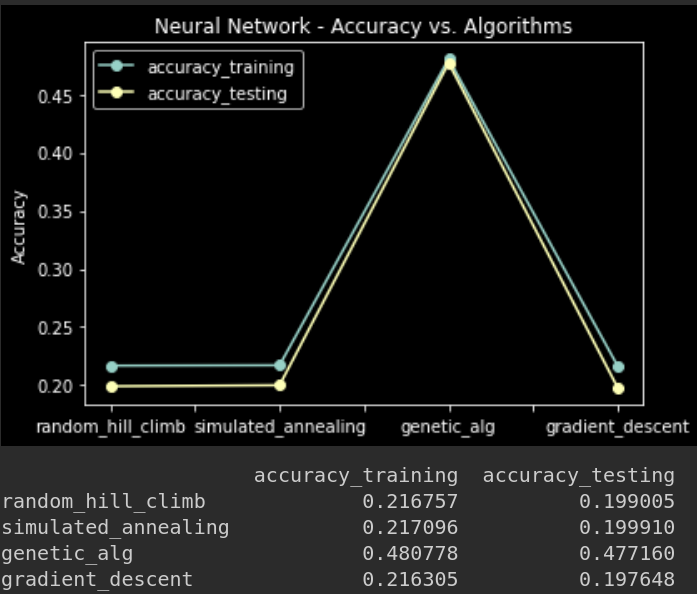 Neural Network - Accuracy vs. Algorithms
accuracy_training
accuracy_testing
0.45
0.40
0.35
0.30
0.25
0.20
Accuracy
random_hill_climb simulated_annealing genetic_alg gradient_descent
accuracy_training accuracy_testing
random_hill_climb 0.216757 0.199005
simulated_annealing 0.217096 0.199910
genetic_alg 0.480778 0.477160
gradient_descent 0.216305 0.197648